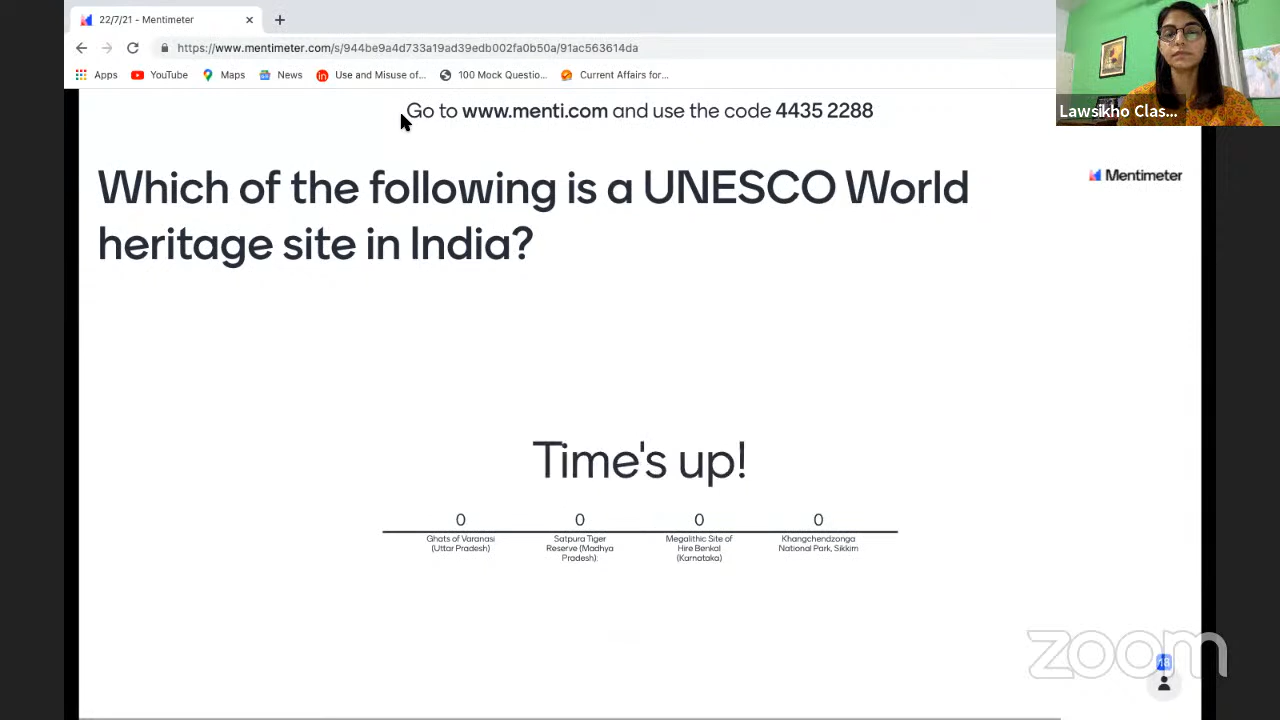 22/7/21 - Mentimeter
https://www.mentimeter.com/s/944be9a4d733a19ad39edb002fa0b50a/91ac563614da
Apps YouTube Maps News Use and Misuse of... 100 Mock Questio... Current Affairs for...
Lawsikho Clas...
Go to www.menti.com and use the code 4435 2288
Mentimeter
Which of the following is a UNESCO World
heritage site in India?
Time's up!
0 0 0 0
Ghats of Varanasi
(Uttar Pradesh)
Satpura Tiger
Reserve (Madhya
Pradesh).
Megalithic Site of
Hire Benkal
(Karnataka)
Khangchendzonga
National Park, Sikkim
zoom
18